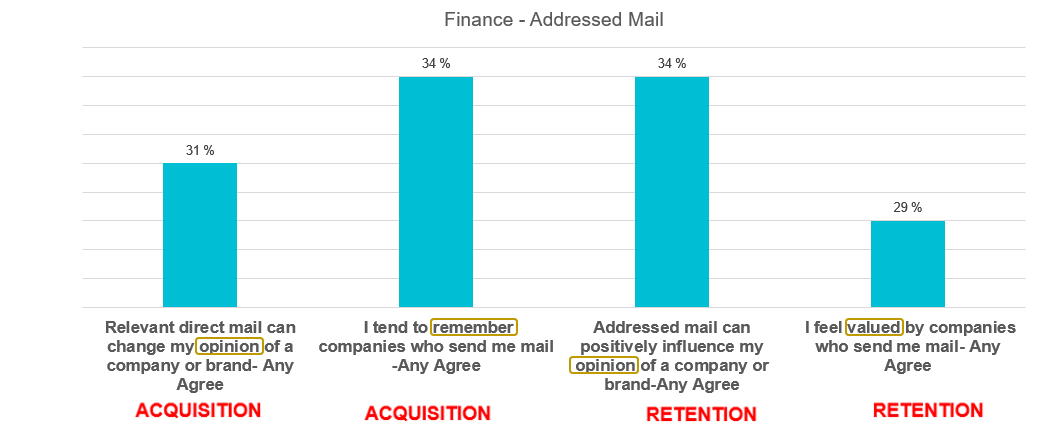 Finance - Addressed Mail
31 %
34 %
34 %
29 %
Relevant direct mail can
change my opinion of a
company or brand- Any
Agree
ACQUISITION
I tend to remember
companies who send me mail
-Any Agree
ACQUISITION
Addressed mail can
positively influence my
opinion of a company or
brand-Any Agree
RETENTION
I feel valued by companies
who send me mail- Any
Agree
RETENTION